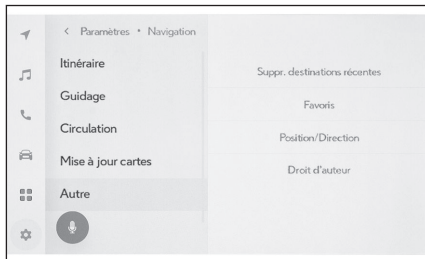 < Paramètres • Navigation
Itinéraire
Guidage
Circulation
Mise à jour cartes
Autre
Suppr. destinations récentes
Favoris
Position/Direction
Droit d'auteur